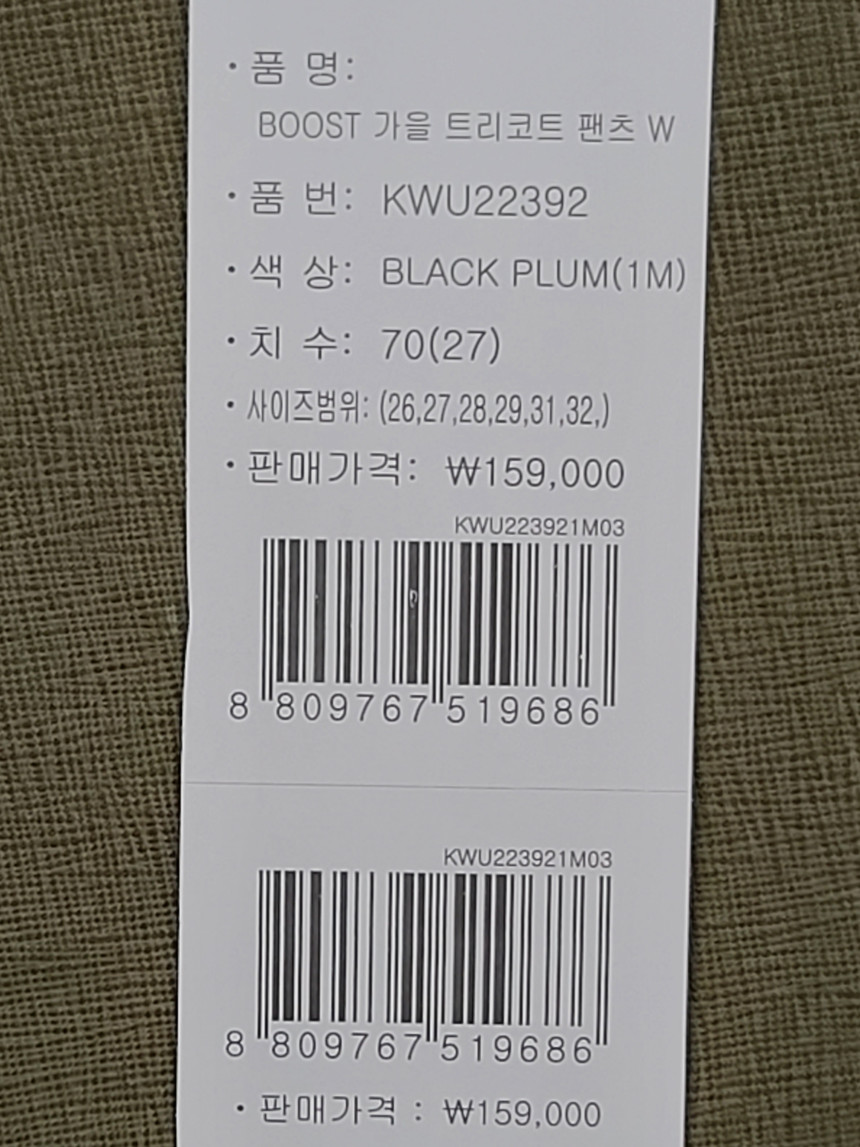 · 품 명:
BOOST 가을 트리코트 팬츠 W
· 품 번: KWU22392
· 색 상: BLACK PLUM(1M)
· 치 수: 70(27)
· 사이즈범위: (26,27,28,29,31,32,)
· 판매가격: ₩159,000
KWU223921M03
8 809767 519686
KWU223921M03
8 809767 519686
· 판매가격 : ₩159,000